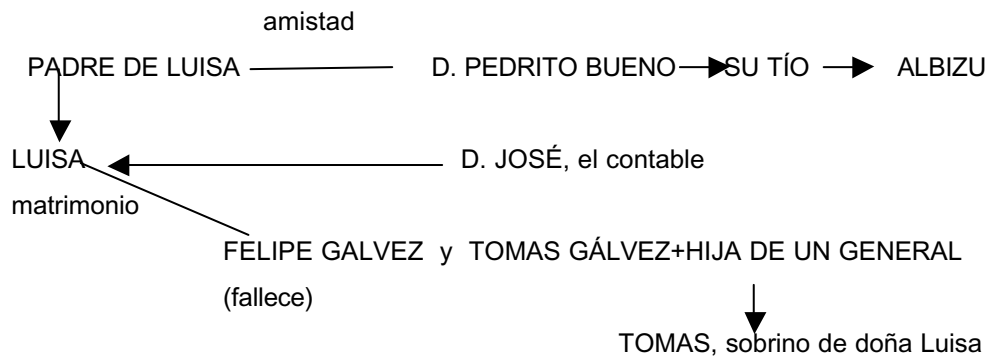 amistad
PADRE DE LUISA D. PEDRITO BUENO SU TÍO ALBIZU
LUISA D. JOSÉ, el contable
matrimonio
FELIPE GALVEZ y TOMAS GÁLVEZ+HIJA DE UN GENERAL
(fallece)
TOMAS, sobrino de doña Luisa